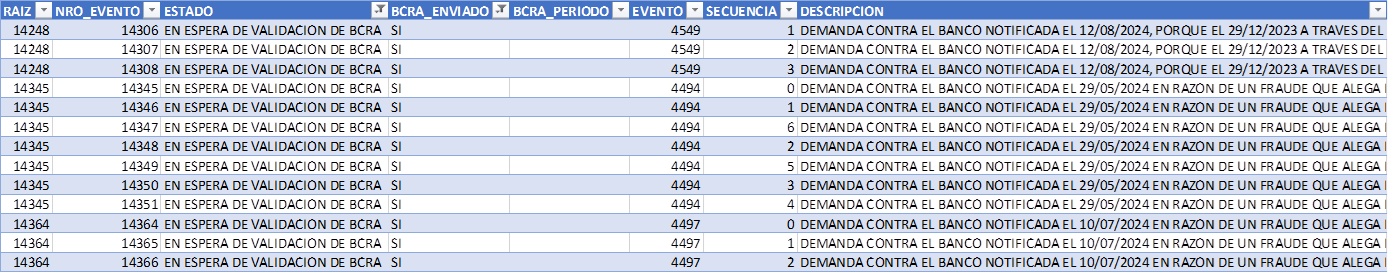 RAIZ NRO_EVENTO ESTADO BCRA_ENVIADO BCRA_PERIODO EVENTO SECUENCIA DESCRIPCION
14248 14306 EN ESPERA DE VALIDACION DE BCRA SI 4549 1 DEMANDA CONTRA EL BANCO NOTIFICADA EL 12/08/2024, PORQUE EL 29/12/2023 A TRAVES DEL
14248 14307 EN ESPERA DE VALIDACION DE BCRA SI 4549 2 DEMANDA CONTRA EL BANCO NOTIFICADA EL 12/08/2024, PORQUE EL 29/12/2023 A TRAVES DEL
14248 14308 EN ESPERA DE VALIDACION DE BCRA SI 4549 3 DEMANDA CONTRA EL BANCO NOTIFICADA EL 12/08/2024, PORQUE EL 29/12/2023 A TRAVES DEL
14345 14345 EN ESPERA DE VALIDACION DE BCRA SI 4494 0 DEMANDA CONTRA EL BANCO NOTIFICADA EL 29/05/2024 EN RAZON DE UN FRAUDE QUE ALEGA
14345 14346 EN ESPERA DE VALIDACION DE BCRA SI 4494 1 DEMANDA CONTRA EL BANCO NOTIFICADA EL 29/05/2024 EN RAZON DE UN FRAUDE QUE ALEGA
14345 14347 EN ESPERA DE VALIDACION DE BCRA SI 4494 6 DEMANDA CONTRA EL BANCO NOTIFICADA EL 29/05/2024 EN RAZON DE UN FRAUDE QUE ALEGA
14345 14348 EN ESPERA DE VALIDACION DE BCRA SI 4494 2 DEMANDA CONTRA EL BANCO NOTIFICADA EL 29/05/2024 EN RAZON DE UN FRAUDE QUE ALEGA
14345 14349 EN ESPERA DE VALIDACION DE BCRA SI 4494 5 DEMANDA CONTRA EL BANCO NOTIFICADA EL 29/05/2024 EN RAZON DE UN FRAUDE QUE ALEGA
14345 14350 EN ESPERA DE VALIDACION DE BCRA SI 4494 3 DEMANDA CONTRA EL BANCO NOTIFICADA EL 29/05/2024 EN RAZON DE UN FRAUDE QUE ALEGA
14345 14351 EN ESPERA DE VALIDACION DE BCRA SI 4494 4 DEMANDA CONTRA EL BANCO NOTIFICADA EL 29/05/2024 EN RAZON DE UN FRAUDE QUE ALEGA
14364 14364 EN ESPERA DE VALIDACION DE BCRA SI 4497 0 DEMANDA CONTRA EL BANCO NOTIFICADA EL 10/07/2024 EN RAZON DE UN FRAUDE QUE ALEGA
14364 14365 EN ESPERA DE VALIDACION DE BCRA SI 4497 1 DEMANDA CONTRA EL BANCO NOTIFICADA EL 10/07/2024 EN RAZON DE UN FRAUDE QUE ALEGA
14364 14366 EN ESPERA DE VALIDACION DE BCRA SI 4497 2 DEMANDA CONTRA EL BANCO NOTIFICADA EL 10/07/2024 EN RAZON DE UN FRAUDE QUE ALEGA